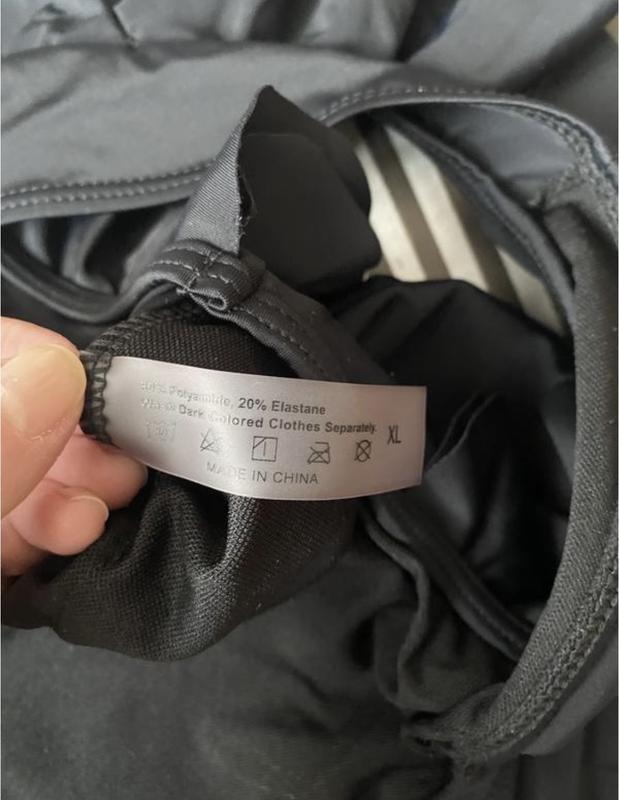 Polyamide, 20% Elastane
Dark Colored Clothes Separately.
XL
MADE IN CHINA